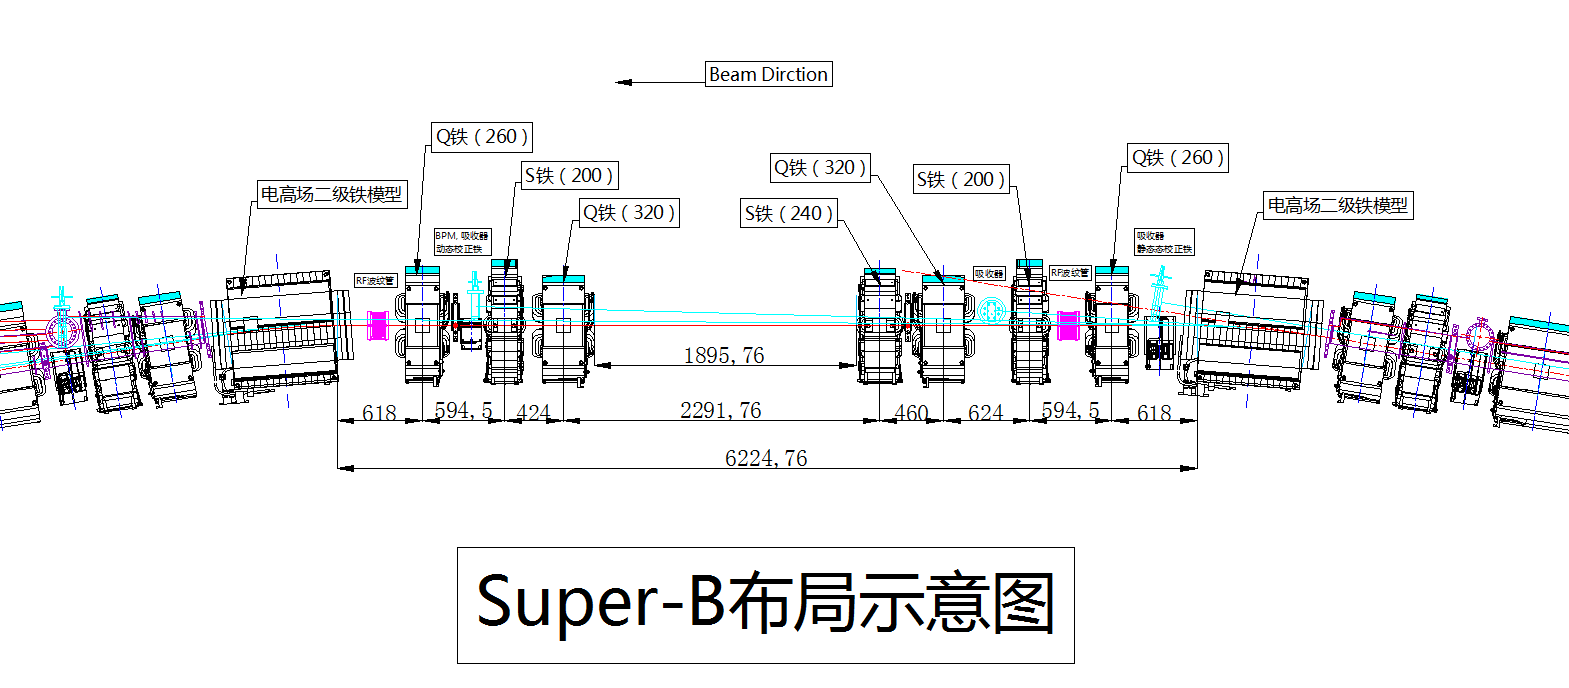 Beam Dirction
Q铁（260）
S铁（200）
Q铁（320）
Q铁（260）
电高场二级铁模型
Q铁（320）
S铁（200）
电高场二级铁模型
S铁（240）
BPM, 吸收器
动态校正铁
吸收器
静态态校正铁
RF波纹管
吸收器
RF波纹管
1895,76
618
594,5
424
2291,76
460
624
594,5
618
6224,76
Super-B布局示意图